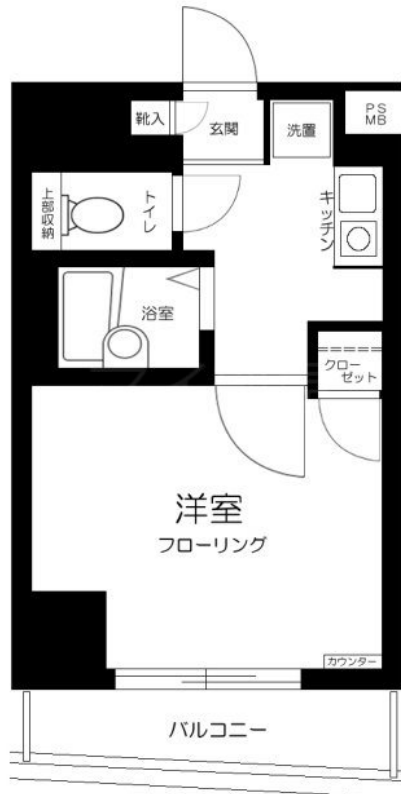 靴入
玄関
洗置
PS
MB
上部収納
トイレ
キッチン
浴室
クロー
ゼット
洋室
フローリング
カウンター
バルコニー